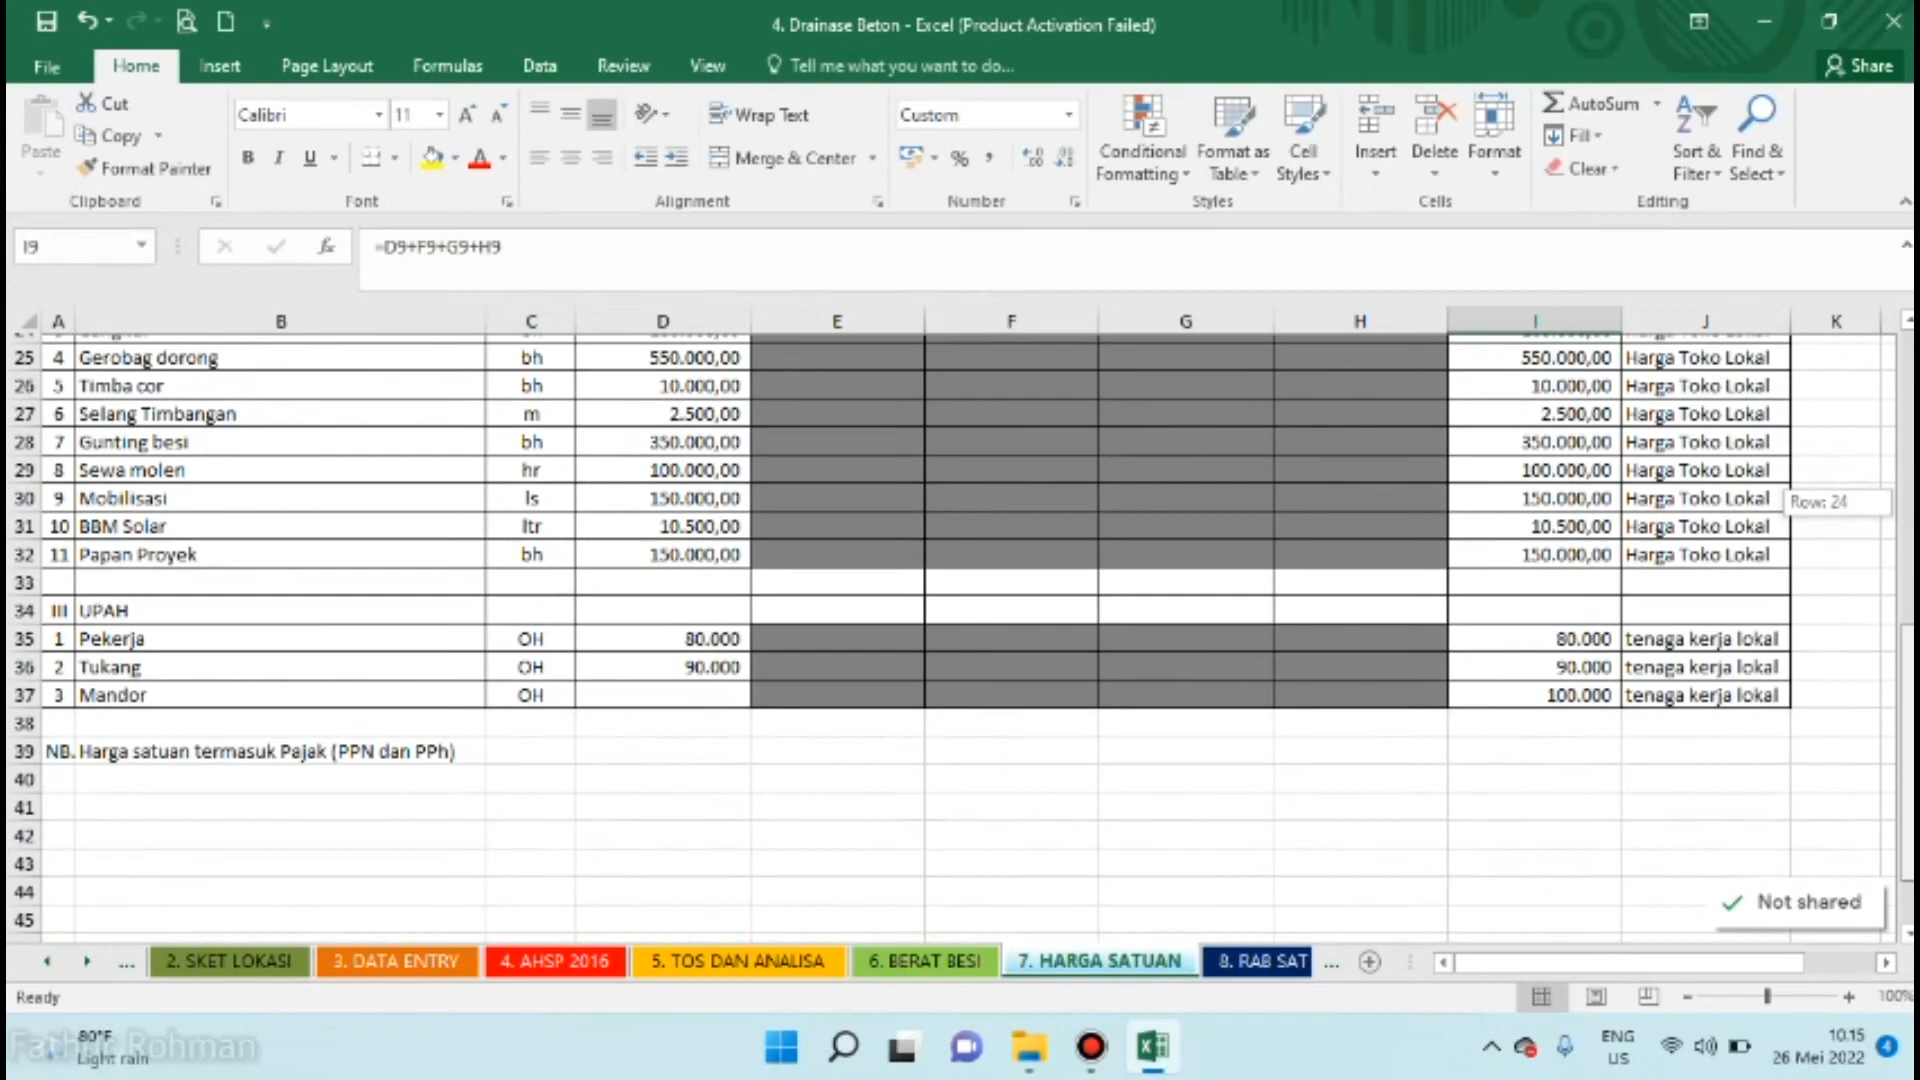 4. Drainase Beton - Excel (Product Activation Failed)
File Home Insert Page Layout Formulas Data Review View Tell me what you want to do... Share
Paste Cut Copy Format Painter
Calibri 11
Wrap Text
Merge & Center
Custom
Conditional Formatting Format as Table Cell Styles
Insert Delete Format
AutoSum Fill Clear
Sort & Filter Find & Select
Clipboard Font Alignment Number Styles Cells Editing
I9 fx =D9+F9+G9+H9
A B C D E F G H I J K
25 4 Gerobag dorong bh 550.000,00 550.000,00 Harga Toko Lokal
26 5 Timba cor bh 10.000,00 10.000,00 Harga Toko Lokal
27 6 Selang Timbangan m 2.500,00 2.500,00 Harga Toko Lokal
28 7 Gunting besi bh 350.000,00 350.000,00 Harga Toko Lokal
29 8 Sewa molen hr 100.000,00 100.000,00 Harga Toko Lokal
30 9 Mobilisasi ls 150.000,00 150.000,00 Harga Toko Lokal Row: 24
31 10 BBM Solar ltr 10.500,00 10.500,00 Harga Toko Lokal
32 11 Papan Proyek bh 150.000,00 150.000,00 Harga Toko Lokal
33
34 III UPAH
35 1 Pekerja OH 80.000 80.000 tenaga kerja lokal
36 2 Tukang OH 90.000 90.000 tenaga kerja lokal
37 3 Mandor OH 100.000 tenaga kerja lokal
38
39 NB. Harga satuan termasuk Pajak (PPN dan PPh)
40
41
42
43
44
45
Not shared
... 2. SKET LOKASI 3. DATA ENTRY 4. AHSP 2016 5. TOS DAN ANALISA 6. BERAT BESI 7. HARGA SATUAN 8. RAB SAT ...
Ready 100%
80°F
Light rain
Fathur Rohman
ENG
US
10.15
26 Mei 2022
4